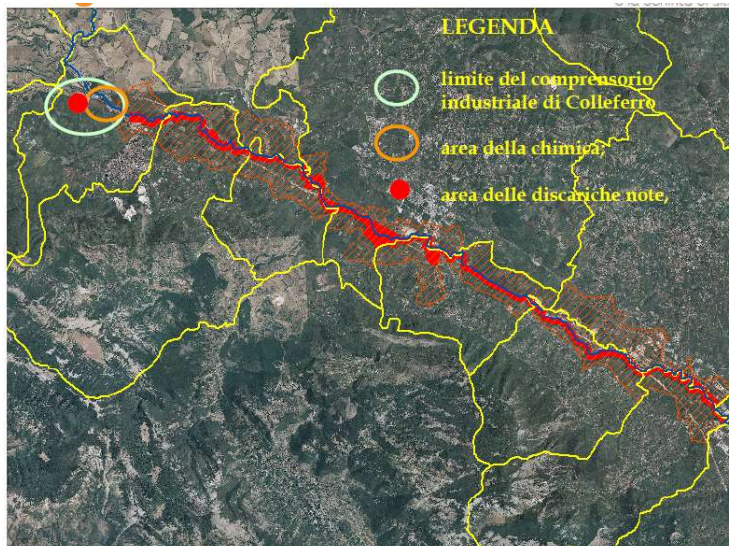 LEGENDA
limite del comprensorio
industriale di Colleferro
area della chimica;
area delle discariche note,